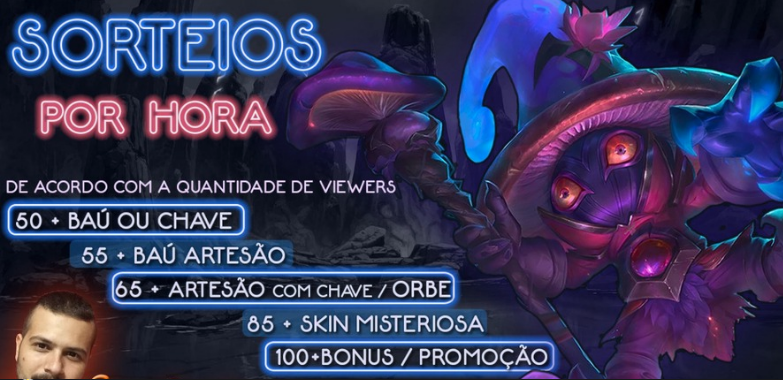 SORTEIOS
POR HORA
DE ACORDO COM A QUANTIDADE DE VIEWERS
50 + BAÚ OU CHAVE
55 + BAÚ ARTESÃO
65 + ARTESÃO COM CHAVE / ORBE
85 + SKIN MISTERIOSA
100+BONUS / PROMOÇÃO